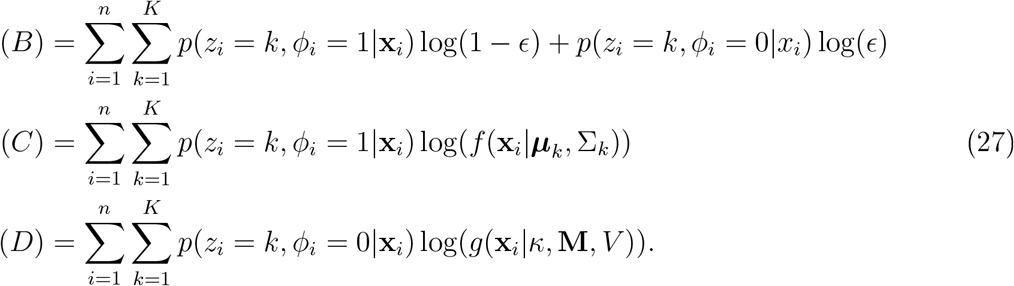 (B) = \sum_{i=1}^{n} \sum_{k=1}^{K} p(z_i = k, \phi_i = 1|\mathbf{x}_i) \log(1 - \epsilon) + p(z_i = k, \phi_i = 0|x_i) \log(\epsilon)
(C) = \sum_{i=1}^{n} \sum_{k=1}^{K} p(z_i = k, \phi_i = 1|\mathbf{x}_i) \log(f(\mathbf{x}_i|\boldsymbol{\mu}_k, \Sigma_k)) (27)
(D) = \sum_{i=1}^{n} \sum_{k=1}^{K} p(z_i = k, \phi_i = 0|\mathbf{x}_i) \log(g(\mathbf{x}_i|\kappa, \mathbf{M}, V)).